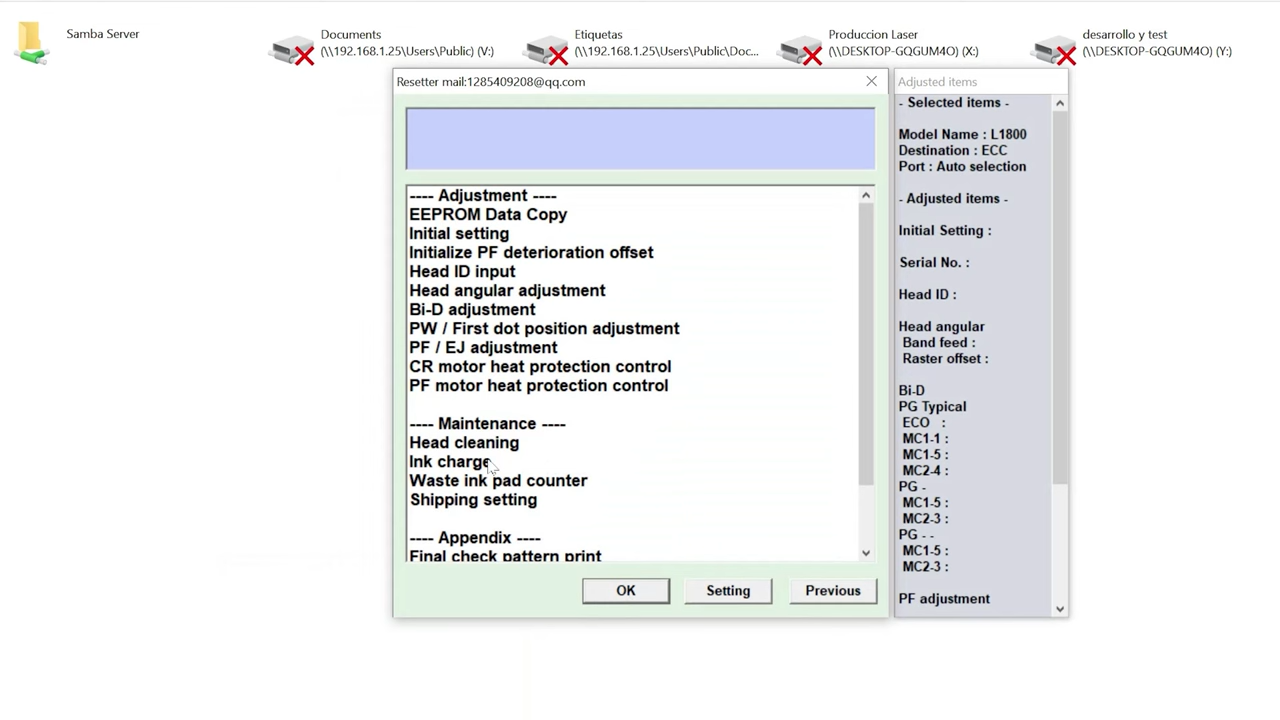 Samba Server
Documents
(\\192.168.1.25\Users\Public) (V:)
Etiquetas
(\\192.168.1.25\Users\Public\Doc...
Produccion Laser
(\\DESKTOP-GQGUM4O) (X:)
desarrollo y test
(\\DESKTOP-GQGUM4O) (Y:)
Resetter mail:1285409208@qq.com
---- Adjustment ----
EEPROM Data Copy
Initial setting
Initialize PF deterioration offset
Head ID input
Head angular adjustment
Bi-D adjustment
PW / First dot position adjustment
PF / EJ adjustment
CR motor heat protection control
PF motor heat protection control
---- Maintenance ----
Head cleaning
Ink charge
Waste ink pad counter
Shipping setting
---- Appendix ----
Final check pattern print
OK
Setting
Previous
Adjusted items
- Selected items -
Model Name : L1800
Destination : ECC
Port : Auto selection
- Adjusted items -
Initial Setting :
Serial No. :
Head ID :
Head angular
Band feed :
Raster offset :
Bi-D
PG Typical
ECO :
MC1-1 :
MC1-5 :
MC2-4 :
PG -
MC1-5 :
MC2-3 :
PG - -
MC1-5 :
MC2-3 :
PF adjustment